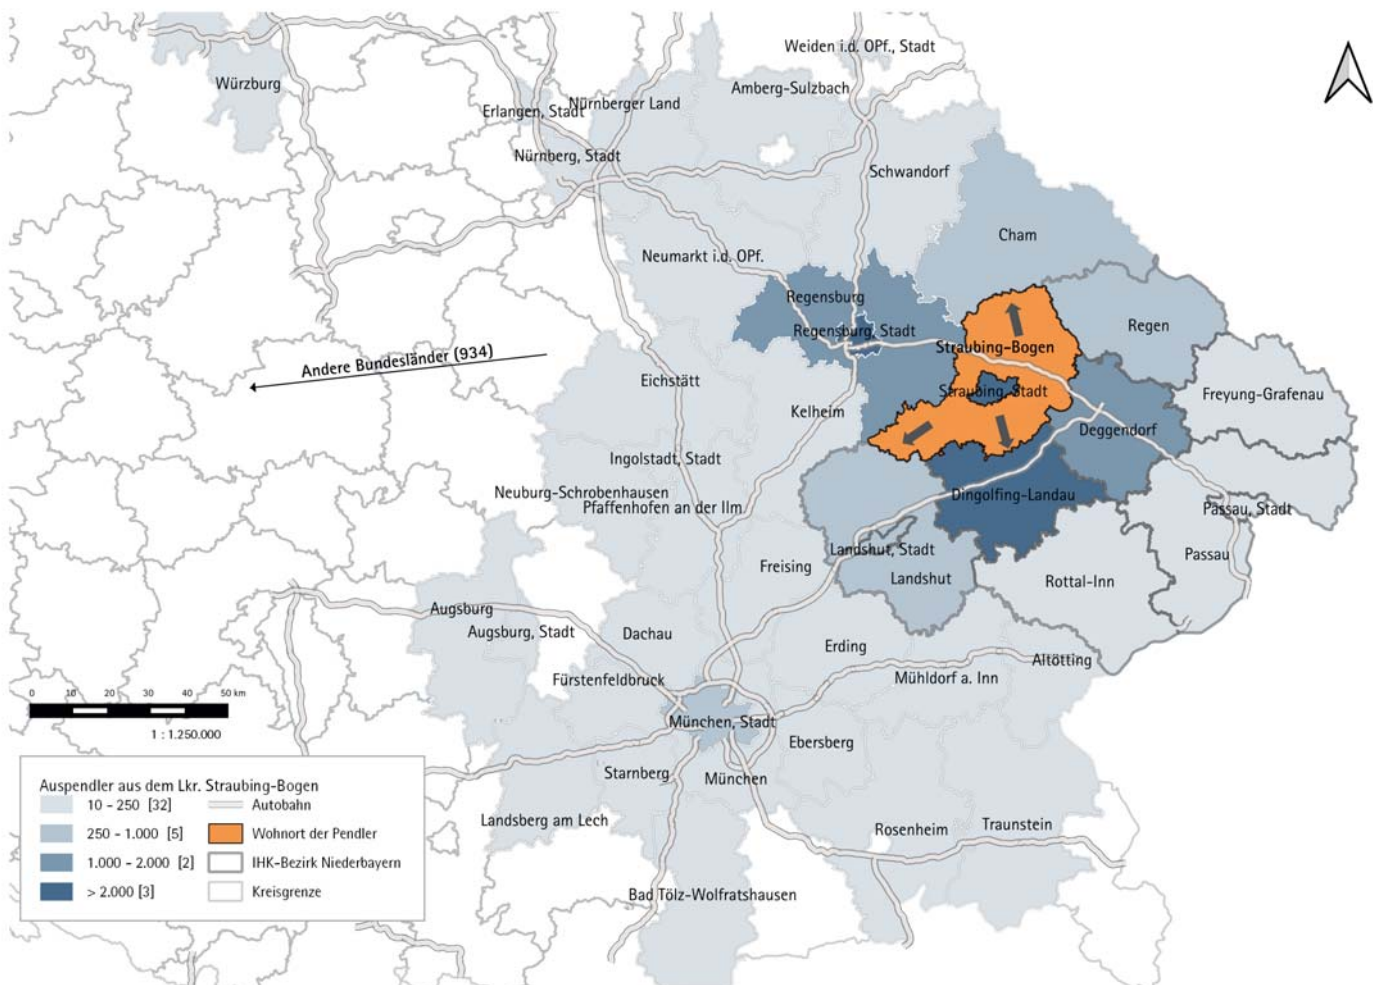 Weiden i.d. OPf., Stadt
Würzburg
Amberg-Sulzbach
Nürnberger Land
Erlangen, Stadt
Nürnberg, Stadt
Schwandorf
Cham
Neumarkt i.d. OPf.
Regensburg
Regensburg, Stadt
Regen
Straubing-Bogen
Andere Bundesländer (934)
Eichstätt
Straubing, Stadt
Freyung-Grafenau
Kelheim
Deggendorf
Ingolstadt, Stadt
Neuburg-Schrobenhausen
Dingolfing-Landau
Pfaffenhofen an der Ilm
Passau, Stadt
Landshut, Stadt
Passau
Freising
Landshut
Rottal-Inn
Augsburg
Augsburg, Stadt
Dachau
Erding
Altötting
Fürstenfeldbruck
Mühldorf a. Inn
0 10 20 30 40 50 km
1 : 1.250.000
München, Stadt
Ebersberg
Starnberg
München
Landsberg am Lech
Rosenheim
Traunstein
Bad Tölz-Wolfratshausen
Auspendler aus dem Lkr. Straubing-Bogen
10 - 250 [32]
Autobahn
250 - 1.000 [5]
Wohnort der Pendler
1.000 - 2.000 [2]
IHK-Bezirk Niederbayern
> 2.000 [3]
Kreisgrenze